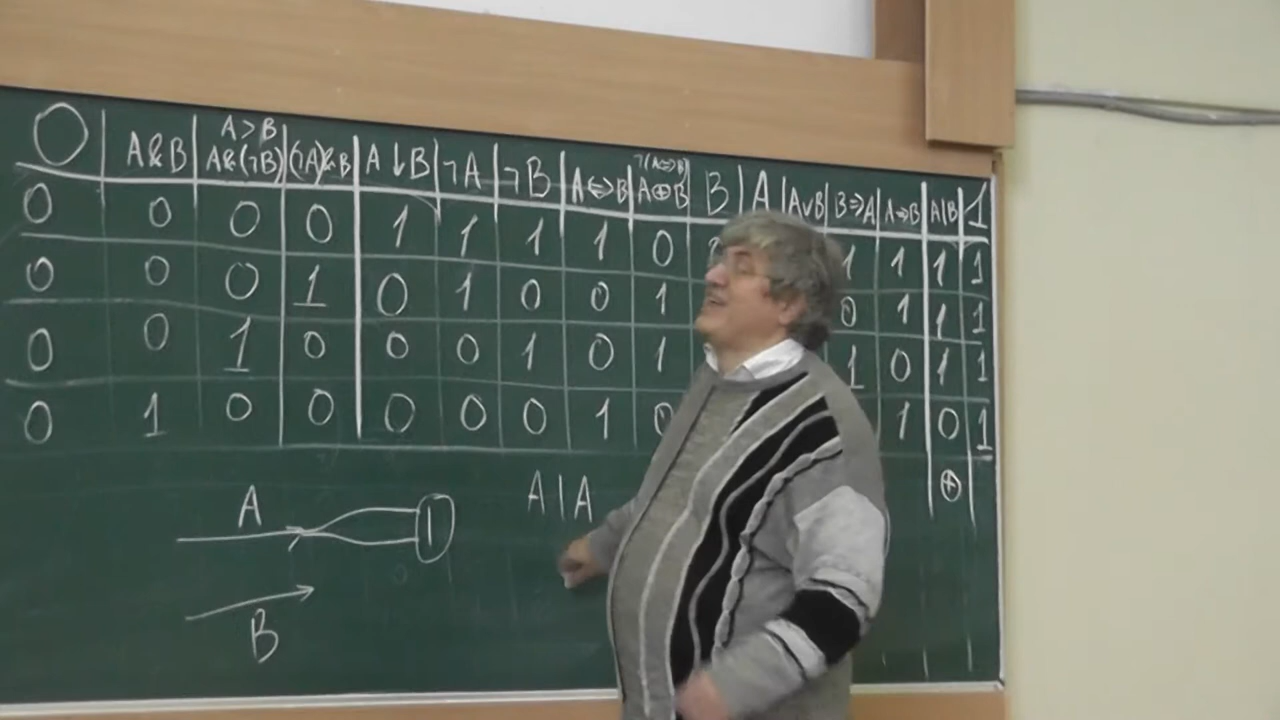 0 | A&B | A>B A&(¬B) | (¬A)&B | A↓B | ¬A | ¬B | A⇔B | ¬(A⇔B) A⊕B | B | A | A∨B | B⇒A | A⇒B | A|B | 1
0 0 0 0 1 1 1 1 0 1 1 1 1
0 0 0 1 0 1 0 0 1 0 1 1 1
0 0 1 0 0 0 1 0 1 1 0 1 1
0 1 0 0 0 0 0 1 0 1 0 1
⊕
A | A|A
B